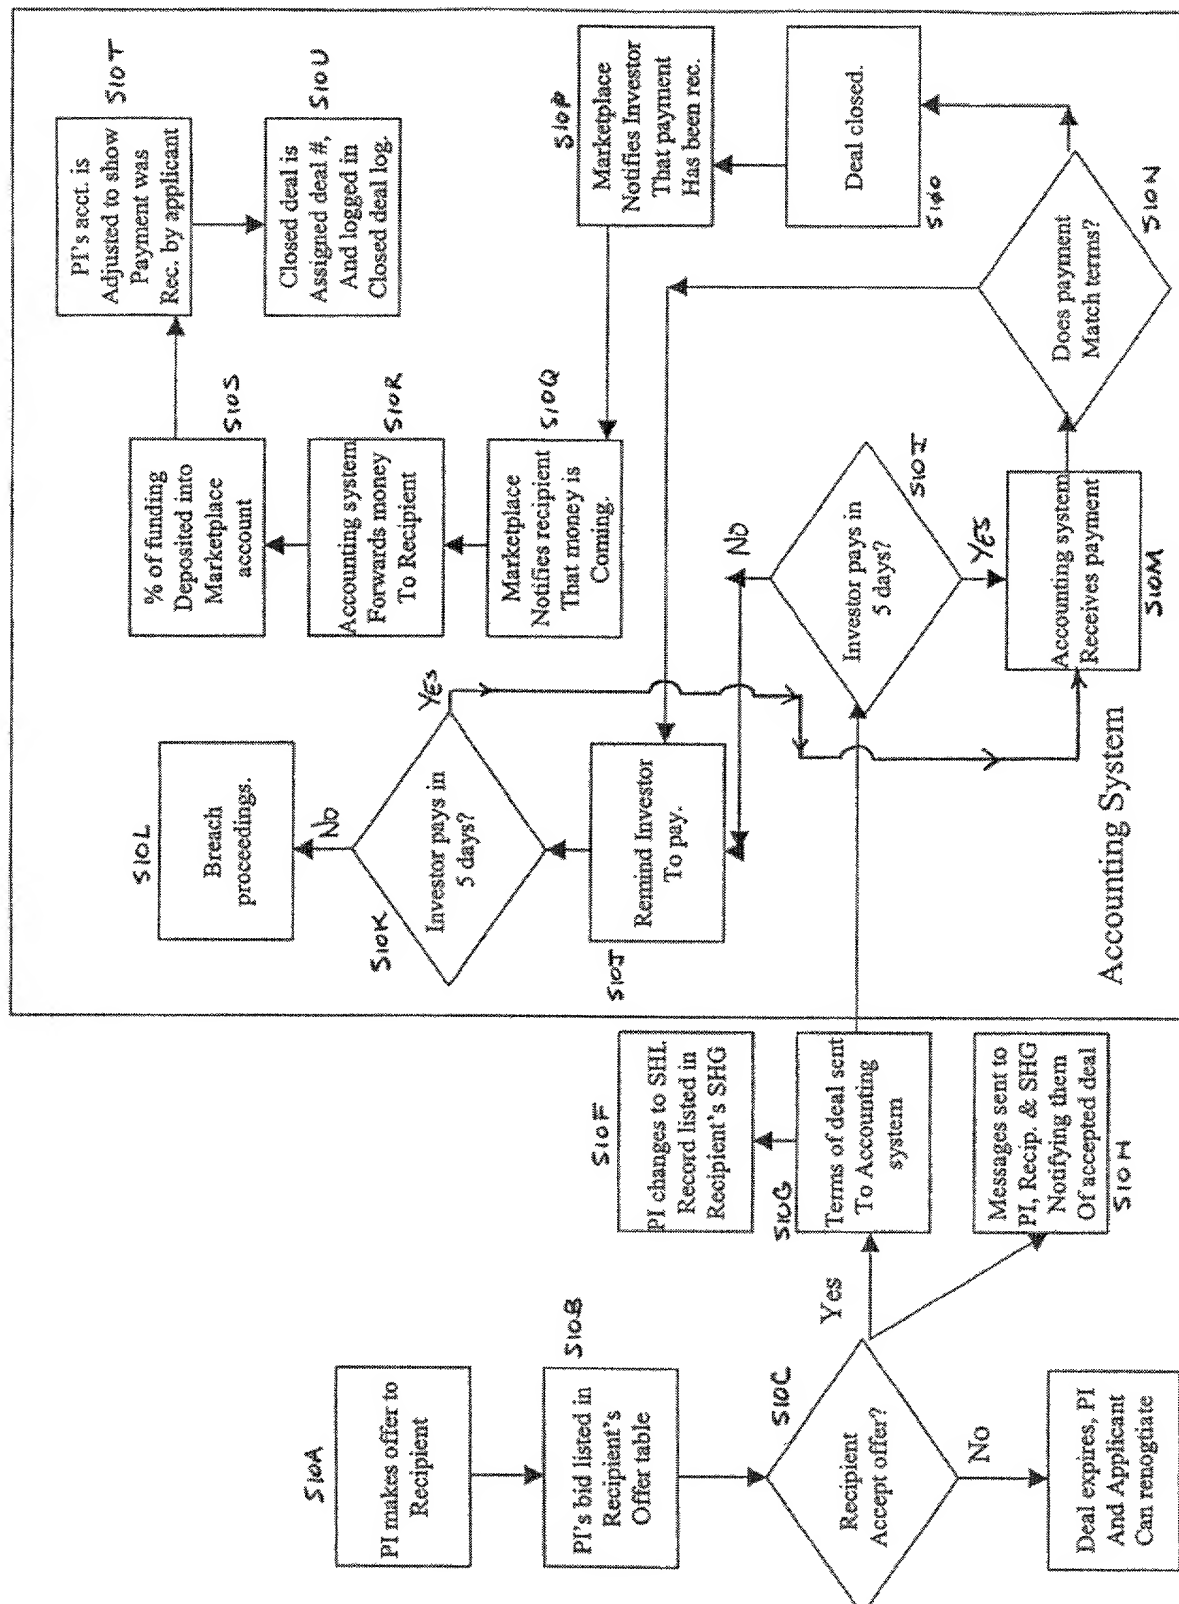 S10A
PI makes offer to
Recipient
S10B
PI's bid listed in
Recipient's
Offer table
S10C
Recipient
Accept offer?
Yes
No
Deal expires, PI
And Applicant
Can renogtiate
S10F
PI changes to SHL
Record listed in
Recipient's SHG
S10G
Terms of deal sent
To Accounting
system
Messages sent to
PI, Recip. & SHG
Notifying them
Of accepted deal
S10H
S10L
Breach
proceedings.
No
S10K
Investor pays in
5 days?
YES
S10J
Remind Investor
To pay.
NO
Investor pays in
5 days?
S10I
YES
Accounting system
Receives payment
S10M
Accounting System
% of funding
Deposited into
Marketplace
account
S10S
Accounting system
Forwards money
To Recipient
S10R
Marketplace
Notifies recipient
That money is
Coming.
S10Q
Does payment
Match terms?
S10N
PI's acct. is
Adjusted to show
Payment was
Rec. by applicant
S10T
Closed deal is
Assigned deal #,
And logged in
Closed deal log.
S10U
Marketplace
Notifies Investor
That payment
Has been rec.
S10P
Deal closed.
S10O